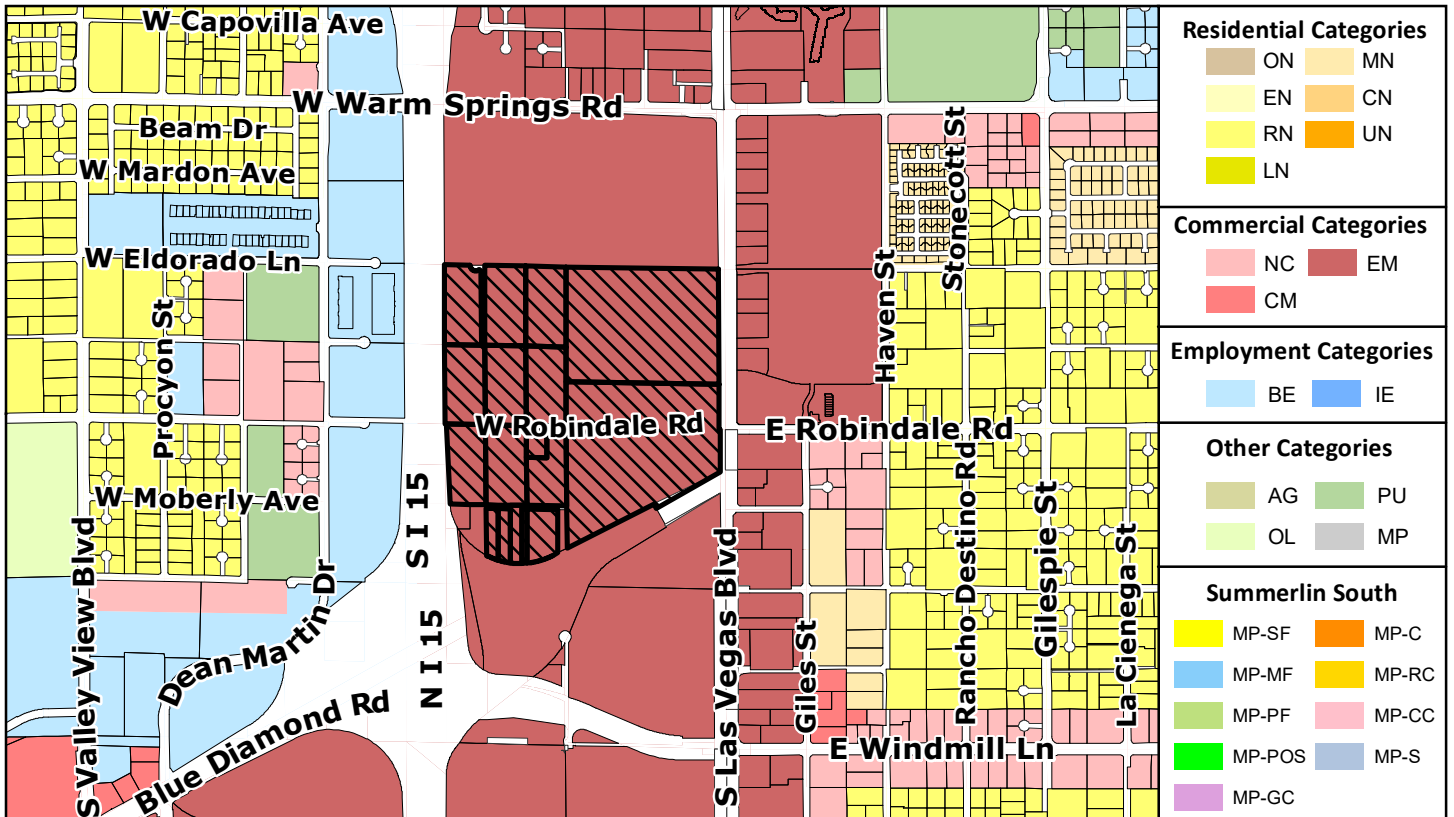 W Capovilla Ave
W Warm Springs Rd
Beam Dr
W Mardon Ave
W Eldorado Ln
Procyon St
W Moberly Ave
S Valley View Blvd
Dean Martin Dr
Blue Diamond Rd
S I 15
N I 15
W Robindale Rd
E Robindale Rd
S Las Vegas Blvd
Giles St
Haven St
Stonecott St
Rancho Destino Rd
Gilespie St
La Cienega St
E Windmill Ln
Residential Categories
ON MN
EN CN
RN UN
LN
Commercial Categories
NC EM
CM
Employment Categories
BE IE
Other Categories
AG PU
OL MP
Summerlin South
MP-SF MP-C
MP-MF MP-RC
MP-PF MP-CC
MP-POS MP-S
MP-GC